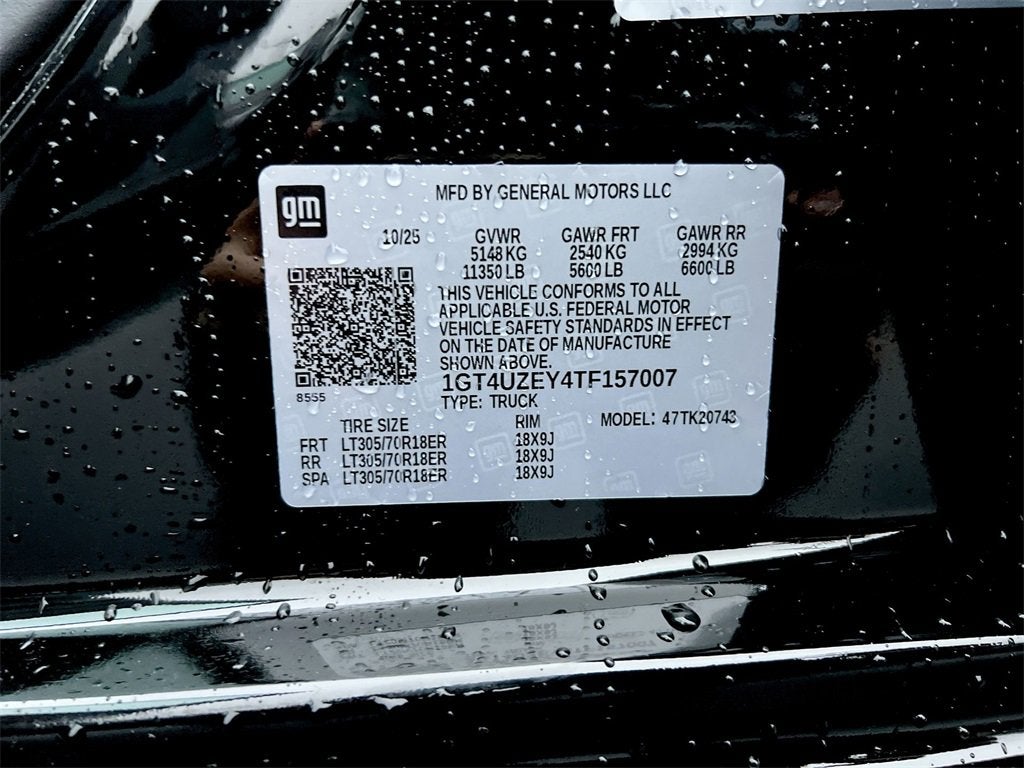 gm
MFD BY GENERAL MOTORS LLC
10/25 GVWR GAWR FRT GAWR RR
5148 KG 2540 KG 2994 KG
11350 LB 5600 LB 6600 LB
THIS VEHICLE CONFORMS TO ALL
APPLICABLE U.S. FEDERAL MOTOR
VEHICLE SAFETY STANDARDS IN EFFECT
ON THE DATE OF MANUFACTURE
SHOWN ABOVE.
8555
1GT4UZEY4TF157007
TYPE: TRUCK
TIRE SIZE RIM MODEL: 47TK20743
FRT LT305/70R18ER 18X9J
RR LT305/70R18ER 18X9J
SPA LT305/70R18ER 18X9J